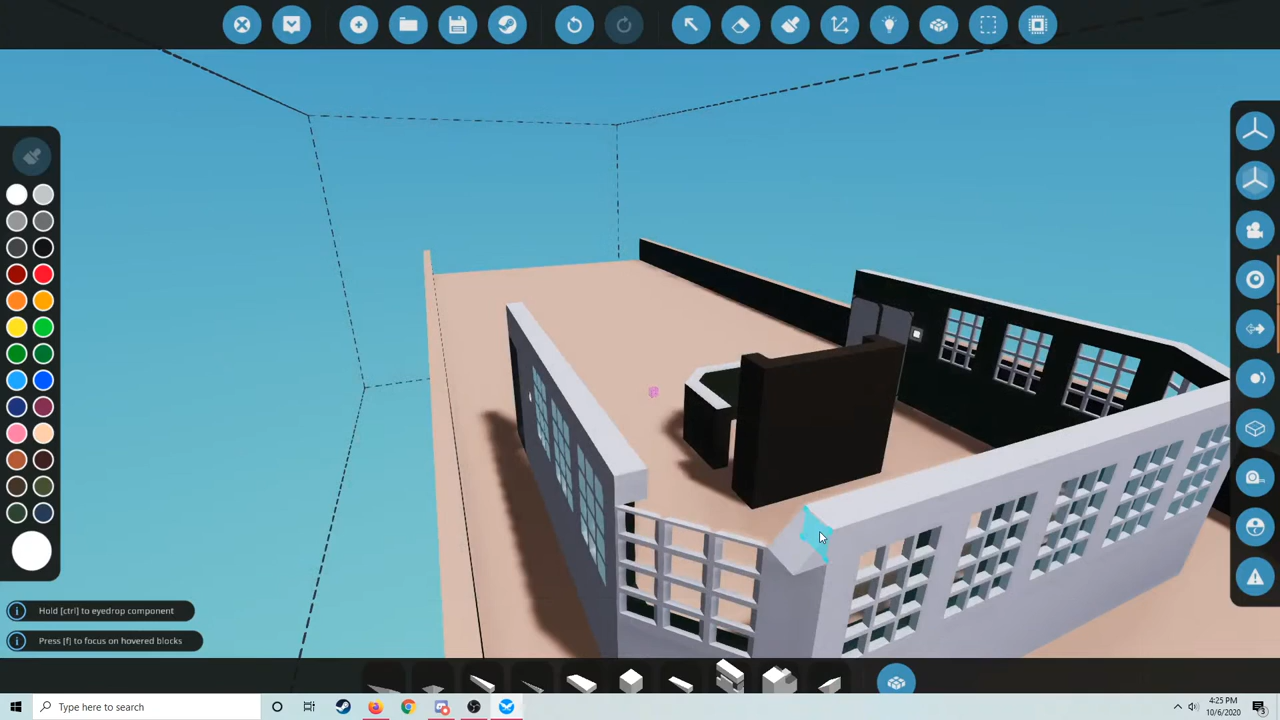 Hold [ctrl] to eyedrop component
Press [f] to focus on hovered blocks
Type here to search
4:25 PM
10/6/2020
3